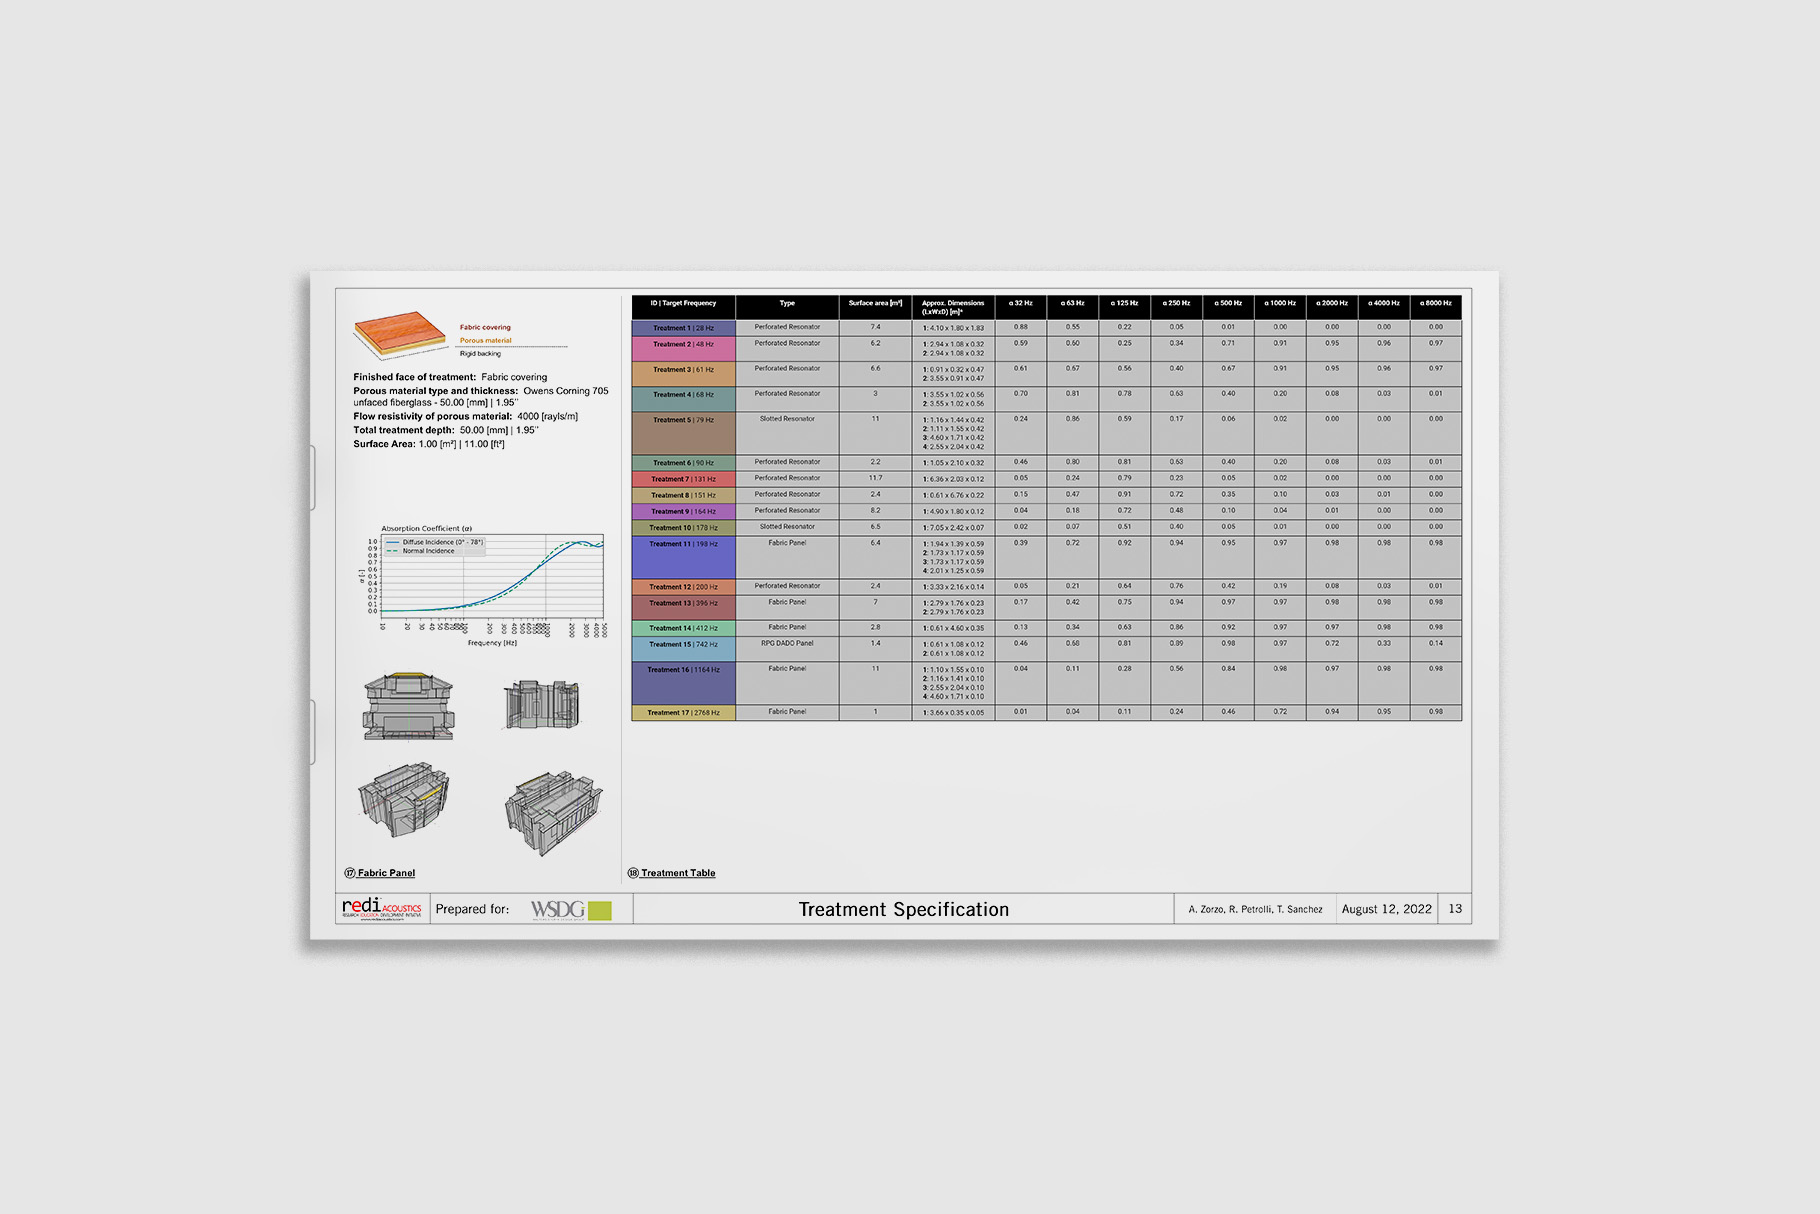 Fabric covering
Porous material
Rigid backing
Finished face of treatment: Fabric covering
Porous material type and thickness: Owens Corning 705
unfaced fiberglass - 50.00 [mm] | 1.95"
Flow resistivity of porous material: 4000 [rayls/m]
Total treatment depth: 50.00 [mm] | 1.95"
Surface Area: 1.00 [m²] | 11.00 [ft²]
Absorption Coefficient (α)
Diffuse Incidence (0° - 78°)
Normal Incidence
α [-]
1.0
0.9
0.8
0.7
0.6
0.5
0.4
0.3
0.2
0.1
0.0
10 20 30 40 50 60 70 80 90 100 200 300 400 500 600 700 800 900 1000 2000 3000 4000 5000
Frequency [Hz]
⑰ Fabric Panel
ID | Target Frequency Type Surface area [m²] Approx. Dimensions α 32 Hz α 63 Hz α 125 Hz α 250 Hz α 500 Hz α 1000 Hz α 2000 Hz α 4000 Hz α 8000 Hz
(LxWxD) [m]*
Treatment 1 | 28 Hz Perforated Resonator 7.4 1: 4.10 x 1.80 x 1.83 0.88 0.55 0.22 0.05 0.01 0.00 0.00 0.00 0.00
Treatment 2 | 48 Hz Perforated Resonator 6.2 1: 2.94 x 1.08 x 0.32 0.59 0.60 0.25 0.34 0.71 0.91 0.95 0.96 0.97
2: 2.94 x 1.08 x 0.32
Treatment 3 | 61 Hz Perforated Resonator 6.6 1: 0.91 x 0.32 x 0.47 0.61 0.67 0.56 0.40 0.67 0.91 0.95 0.96 0.97
2: 3.55 x 0.91 x 0.47
Treatment 4 | 68 Hz Perforated Resonator 3 1: 3.55 x 1.02 x 0.56 0.70 0.81 0.78 0.63 0.40 0.20 0.08 0.03 0.01
2: 3.55 x 1.02 x 0.56
Treatment 5 | 79 Hz Slotted Resonator 11 1: 1.16 x 1.44 x 0.42 0.24 0.86 0.59 0.17 0.06 0.02 0.00 0.00 0.00
2: 1.11 x 1.55 x 0.42
3: 4.60 x 1.71 x 0.42
4: 2.55 x 2.04 x 0.42
Treatment 6 | 90 Hz Perforated Resonator 2.2 1: 1.05 x 2.10 x 0.32 0.46 0.80 0.81 0.63 0.40 0.20 0.08 0.03 0.01
Treatment 7 | 131 Hz Perforated Resonator 11.7 1: 6.36 x 2.03 x 0.12 0.05 0.24 0.79 0.23 0.05 0.02 0.00 0.00 0.00
Treatment 8 | 151 Hz Perforated Resonator 2.4 1: 0.61 x 6.76 x 0.22 0.15 0.47 0.91 0.72 0.35 0.10 0.03 0.01 0.00
Treatment 9 | 164 Hz Perforated Resonator 8.2 1: 4.90 x 1.80 x 0.12 0.04 0.18 0.72 0.48 0.10 0.04 0.01 0.00 0.00
Treatment 10 | 178 Hz Slotted Resonator 6.5 1: 7.05 x 2.42 x 0.07 0.02 0.07 0.51 0.40 0.05 0.01 0.00 0.00 0.00
Treatment 11 | 198 Hz Fabric Panel 6.4 1: 1.94 x 1.39 x 0.59 0.39 0.72 0.92 0.94 0.95 0.97 0.98 0.98 0.98
2: 1.73 x 1.17 x 0.59
3: 1.73 x 1.17 x 0.59
4: 2.01 x 1.25 x 0.59
Treatment 12 | 200 Hz Perforated Resonator 2.4 1: 3.33 x 2.16 x 0.14 0.05 0.21 0.64 0.76 0.42 0.19 0.08 0.03 0.01
Treatment 13 | 396 Hz Fabric Panel 7 1: 2.79 x 1.76 x 0.23 0.17 0.42 0.75 0.94 0.97 0.97 0.98 0.98 0.98
2: 2.79 x 1.76 x 0.23
Treatment 14 | 412 Hz Fabric Panel 2.8 1: 0.61 x 4.60 x 0.35 0.13 0.34 0.63 0.86 0.92 0.97 0.97 0.98 0.98
Treatment 15 | 742 Hz RPG DADO Panel 1.4 1: 0.61 x 1.08 x 0.12 0.46 0.68 0.81 0.89 0.98 0.97 0.72 0.33 0.14
2: 0.61 x 1.08 x 0.12
Treatment 16 | 1164 Hz Fabric Panel 11 1: 1.10 x 1.55 x 0.10 0.04 0.11 0.28 0.56 0.84 0.98 0.97 0.98 0.98
2: 1.16 x 1.41 x 0.10
3: 2.55 x 2.04 x 0.10
4: 4.60 x 1.71 x 0.10
Treatment 17 | 2768 Hz Fabric Panel 1 1: 3.66 x 0.35 x 0.05 0.01 0.04 0.11 0.24 0.46 0.72 0.94 0.95 0.98
⑱ Treatment Table
redi ACOUSTICS
RESEARCH EDUCATION DEVELOPMENT INITIATIVE
www.rediacoustics.com
Prepared for:
WSDG
Treatment Specification
A. Zorzo, R. Petrolli, T. Sanchez
August 12, 2022
13